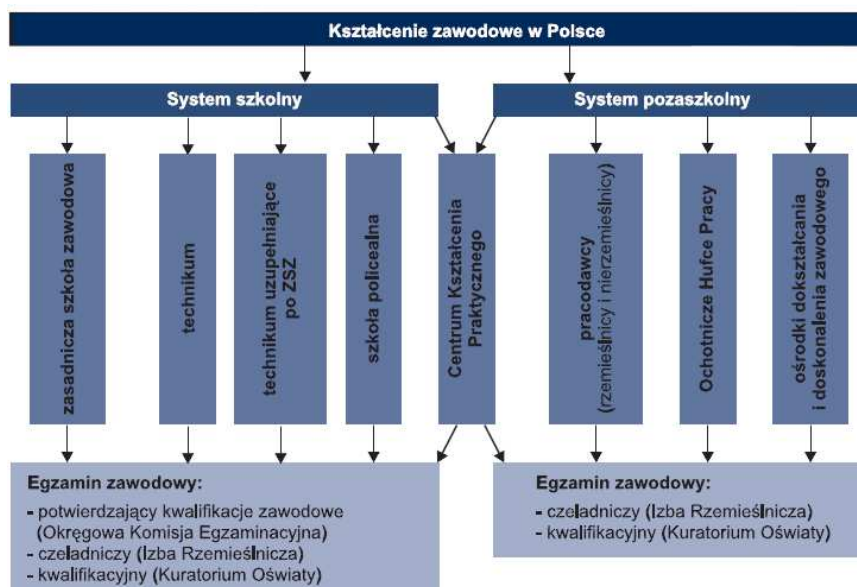 Kształcenie zawodowe w Polsce
System szkolny
System pozaszkolny
zasadnicza szkoła zawodowa
technikum
technikum uzupełniające
po ZSZ
szkoła policealna
Centrum Kształcenia
Praktycznego
pracodawcy
(rzemieślnicy i nierzemieślnicy)
Ochotnicze Hufce Pracy
ośrodki dokształcania
i doskonalenia zawodowego
Egzamin zawodowy:
- potwierdzający kwalifikacje zawodowe
(Okręgowa Komisja Egzaminacyjna)
- czeladniczy (Izba Rzemieślnicza)
- kwalifikacyjny (Kuratorium Oświaty)
Egzamin zawodowy:
- czeladniczy (Izba Rzemieślnicza)
- kwalifikacyjny (Kuratorium Oświaty)